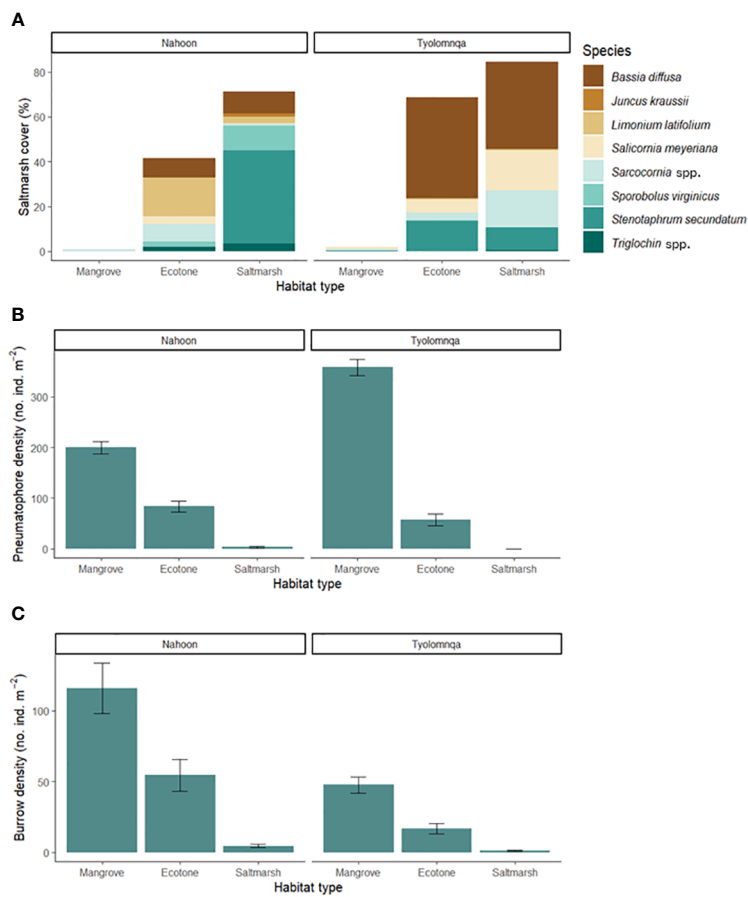 A
Nahoon
Tyolomnqa
Saltmarsh cover (%)
80
60
40
20
0
Mangrove Ecotone Saltmarsh Mangrove Ecotone Saltmarsh
Habitat type
Species
Bassia diffusa
Juncus kraussii
Limonium latifolium
Salicornia meyeriana
Sarcocornia spp.
Sporobolus virginicus
Stenotaphrum secundatum
Triglochin spp.
B
Nahoon
Tyolomnqa
Pneumatophore density (no. ind. m⁻²)
300
200
100
0
Mangrove Ecotone Saltmarsh Mangrove Ecotone Saltmarsh
Habitat type
C
Nahoon
Tyolomnqa
Burrow density (no. ind. m⁻²)
100
50
0
Mangrove Ecotone Saltmarsh Mangrove Ecotone Saltmarsh
Habitat type